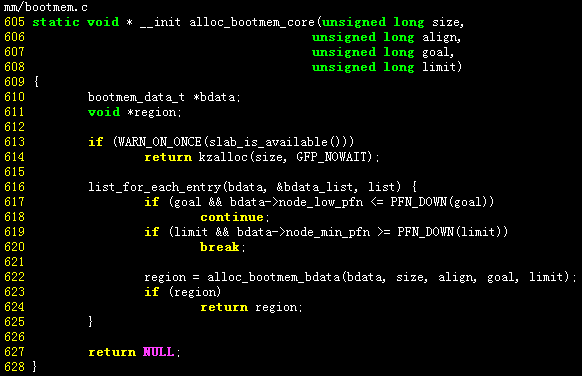 mm/bootmem.c
605 static void * __init alloc_bootmem_core(unsigned long size,
606                                         unsigned long align,
607                                         unsigned long goal,
608                                         unsigned long limit)
609 {
610         bootmem_data_t *bdata;
611         void *region;
612
613         if (WARN_ON_ONCE(slab_is_available()))
614                 return kzalloc(size, GFP_NOWAIT);
615
616         list_for_each_entry(bdata, &bdata_list, list) {
617                 if (goal && bdata->node_low_pfn <= PFN_DOWN(goal))
618                         continue;
619                 if (limit && bdata->node_min_pfn >= PFN_DOWN(limit))
620                         break;
621
622                 region = alloc_bootmem_bdata(bdata, size, align, goal, limit);
623                 if (region)
624                         return region;
625         }
626
627         return NULL;
628 }